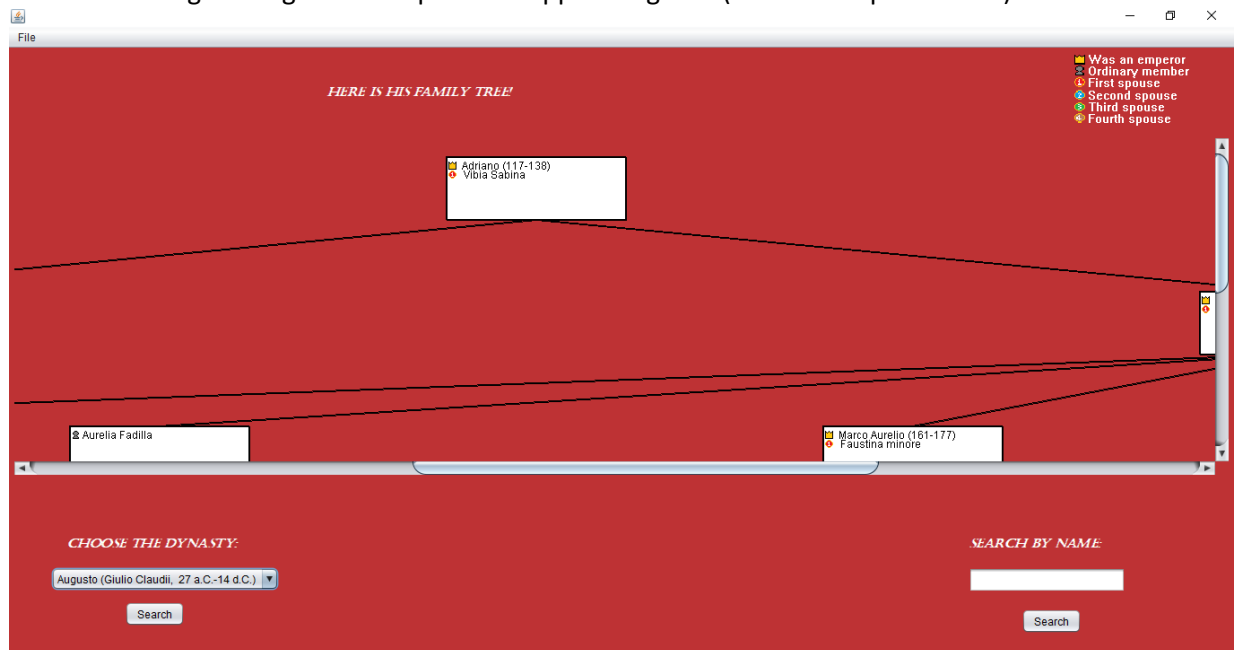 File
Was an emperor
Ordinary member
First spouse
Second spouse
Third spouse
Fourth spouse
HERE IS HIS FAMILY TREE!
Adriano (117-138)
Vibia Sabina
Aurelia Fadilla
Marco Aurelio (161-177)
Faustina minore
CHOOSE THE DYNASTY:
SEARCH BY NAME:
Augusto (Giulio Claudii, 27 a.C.-14 d.C.)
Search
Search